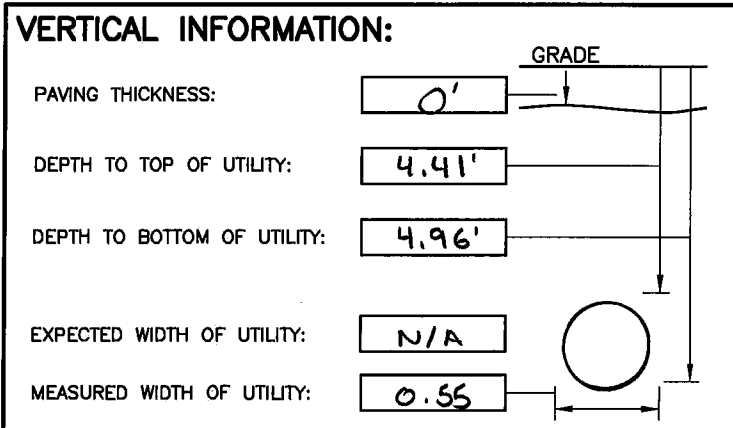 VERTICAL INFORMATION:
GRADE
PAVING THICKNESS: 0'
DEPTH TO TOP OF UTILITY: 4.41'
DEPTH TO BOTTOM OF UTILITY: 4.96'
EXPECTED WIDTH OF UTILITY: N/A
MEASURED WIDTH OF UTILITY: 0.55